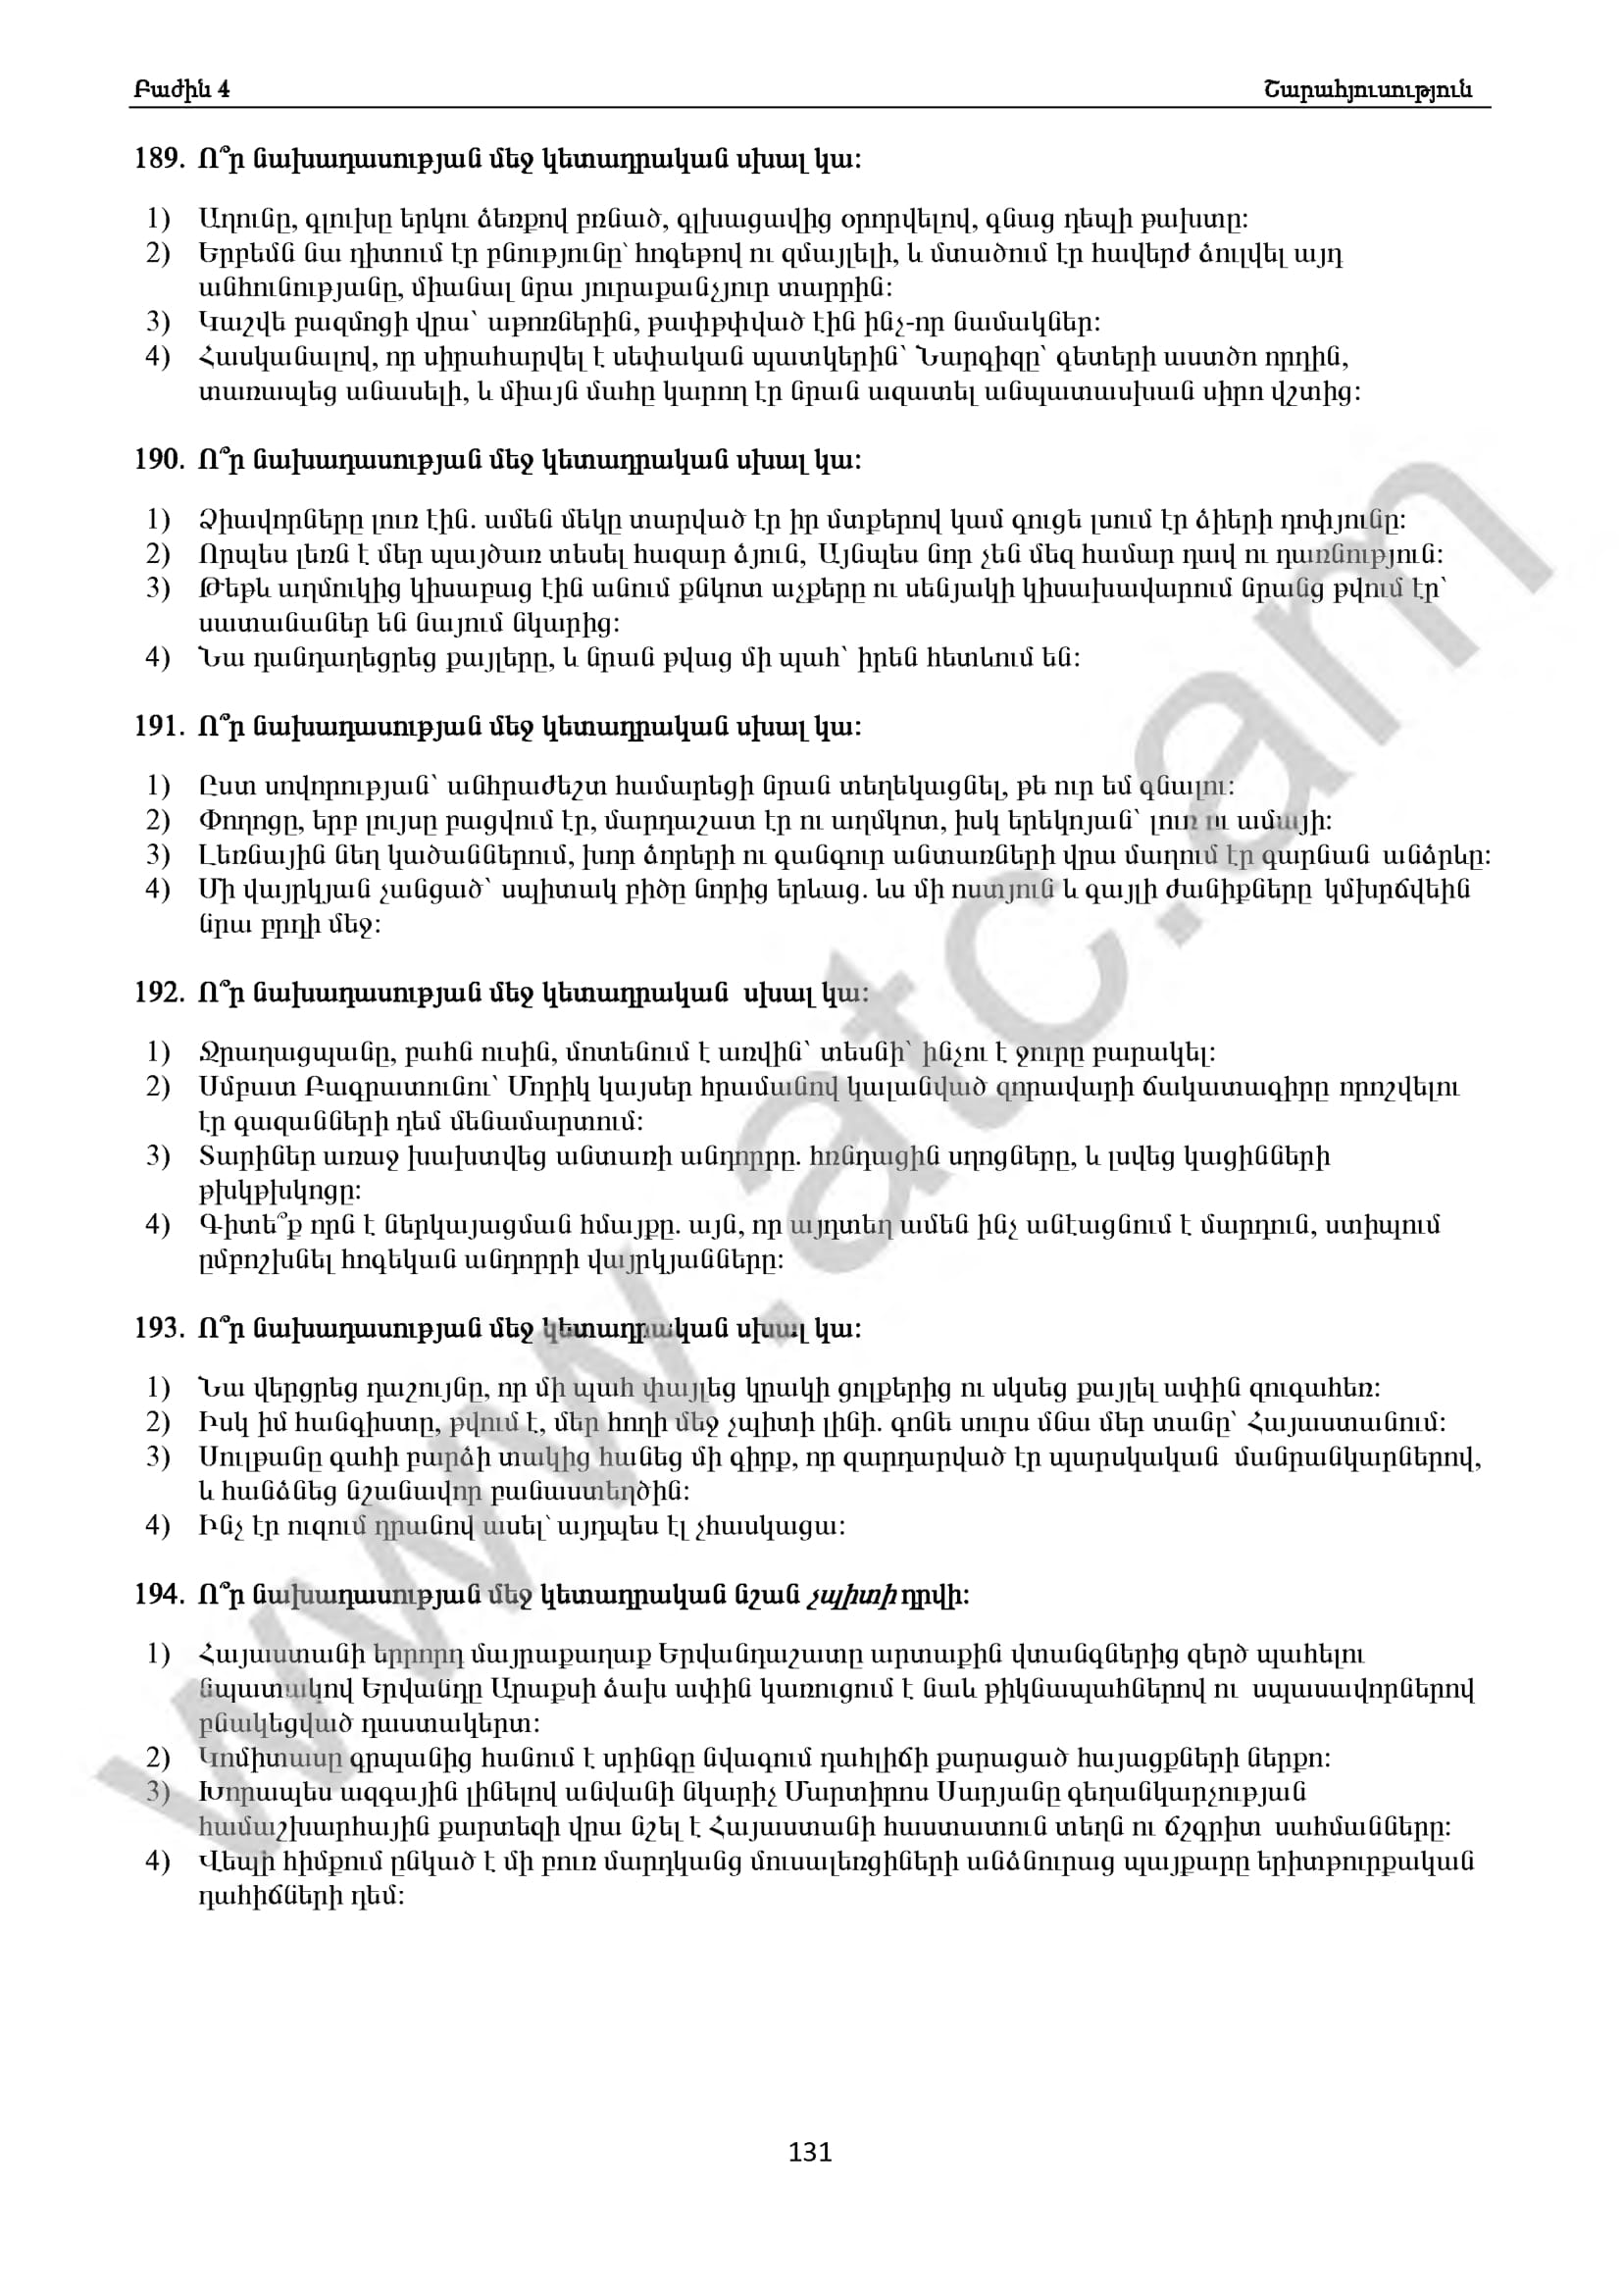 Բաժին 4 Շարահյուսություն
189. Ո՞ր նախադասության մեջ կետադրական սխալ կա:
1) Աղունը, գլուխը երկու ձեռքով բռնած, գլխացավից օրորվելով, գնաց դեպի թախտը:
2) Երբեմն նա դիտում էր բնությունը՝ հոգեթով ու զմայլելի, և մտածում էր հավերժ ձուլվել այդ
անհունությանը, միանալ նրա յուրաքանչյուր տարրին:
3) Կաշվե բազմոցի վրա՝ աթոռներին, թափթփված էին ինչ-որ նամակներ:
4) Հասկանալով, որ սիրահարվել է սեփական պատկերին՝ Նարգիզը՝ գետերի աստծո որդին,
տառապեց անասելի, և միայն մահը կարող էր նրան ազատել անպատասխան սիրո վշտից:
190. Ո՞ր նախադասության մեջ կետադրական սխալ կա:
1) Ձիավորները լուռ էին. ամեն մեկը տարված էր իր մտքերով կամ գուցե լսում էր ձիերի դոփյունը:
2) Որպես լեռն է մեր պայծառ տեսել հազար ձյուն, Այնպես նոր չեն մեզ համար դավ ու դառնություն:
3) Թեթև աղմուկից կիսաբաց էին անում քնկոտ աչքերը ու սենյակի կիսախավարում նրանց թվում էր՝
սատանաներ են նայում նկարից:
4) Նա դանդաղեցրեց քայլերը, և նրան թվաց մի պահ՝ իրեն հետևում են:
191. Ո՞ր նախադասության մեջ կետադրական սխալ կա:
1) Ըստ սովորության՝ անհրաժեշտ համարեցի նրան տեղեկացնել, թե ուր եմ գնալու:
2) Փողոցը, երբ լույսը բացվում էր, մարդաշատ էր ու աղմկոտ, իսկ երեկոյան՝ լուռ ու ամայի:
3) Լեռնային նեղ կածաններում, խոր ձորերի ու գանգուր անտառների վրա մաղում էր գարնան անձրևը:
4) Մի վայրկյան չանցած՝ սպիտակ բիծը նորից երևաց. ևս մի ոստյուն և գայլի ժանիքները կմխրճվեին
նրա բրդի մեջ:
192. Ո՞ր նախադասության մեջ կետադրական սխալ կա:
1) Ջրաղացպանը, բահն ուսին, մոտենում է առվին՝ տեսնի՝ ինչու է ջուրը բարակել:
2) Սմբատ Բագրատունու՝ Մորիկ կայսեր հրամանով կալանված զորավարի ճակատագիրը որոշվելու
էր գազանների դեմ մենամարտում:
3) Տարիներ առաջ խախտվեց անտառի անդորրը. հռնդացին սղոցները, և լսվեց կացինների
թխկթխկոցը:
4) Գիտե՞ք որն է ներկայացման հմայքը. այն, որ այդտեղ ամեն ինչ անէացնում է մարդուն, ստիպում
ըմբոշխնել հոգեկան անդորրի վայրկյանները:
193. Ո՞ր նախադասության մեջ կետադրական սխալ կա:
1) Նա վերցրեց դաշույնը, որ մի պահ փայլեց կրակի ցոլքերից ու սկսեց քայլել ափին զուգահեռ:
2) Իսկ իմ հանգիստը, թվում է, մեր հողի մեջ չպիտի լինի. գոնե սուրս մնա մեր տանը՝ Հայաստանում:
3) Սուլթանը գահի բարձի տակից հանեց մի գիրք, որ զարդարված էր պարսկական մանրանկարներով,
և հանձնեց նշանավոր բանաստեղծին:
4) Ինչ էր ուզում դրանով ասել՝ այդպես էլ չհասկացա:
194. Ո՞ր նախադասության մեջ կետադրական նշան չպիտի դրվի:
1) Հայաստանի երրորդ մայրաքաղաք Երվանդաշատը արտաքին վտանգներից զերծ պահելու
նպատակով Երվանդը Արաքսի ձախ ափին կառուցում է նաև թիկնապահներով ու սպասավորներով
բնակեցված դաստակերտ:
2) Կոմիտասը գրպանից հանում է սրինգը նվագում դահլիճի քարացած հայացքների ներքո:
3) Խորապես ազգային լինելով անվանի նկարիչ Մարտիրոս Սարյանը գեղանկարչության
համաշխարհային քարտեզի վրա նշել է Հայաստանի հաստատուն տեղն ու ճշգրիտ սահմանները:
4) Վեպի հիմքում ընկած է մի բուռ մարդկանց մուսալեռցիների անձնուրաց պայքարը երիտթուրքական
դահիճների դեմ:
131
www.atc.am